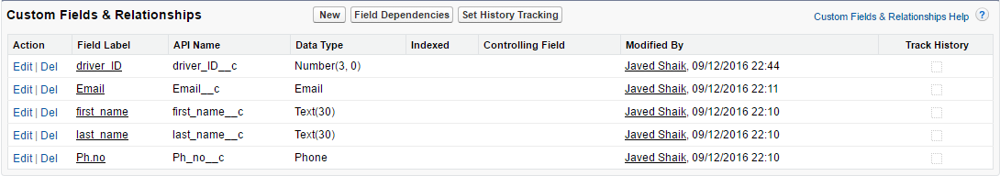 Custom Fields & Relationships New Field Dependencies Set History Tracking Custom Fields & Relationships Help ?
Action Field Label API Name Data Type Indexed Controlling Field Modified By Track History
Edit | Del driver_ID driver_ID__c Number(3, 0) Javed Shaik, 09/12/2016 22:44
Edit | Del Email Email__c Email Javed Shaik, 09/12/2016 22:11
Edit | Del first_name first_name__c Text(30) Javed Shaik, 09/12/2016 22:10
Edit | Del last_name last_name__c Text(30) Javed Shaik, 09/12/2016 22:10
Edit | Del Ph.no Ph_no__c Phone Javed Shaik, 09/12/2016 22:10